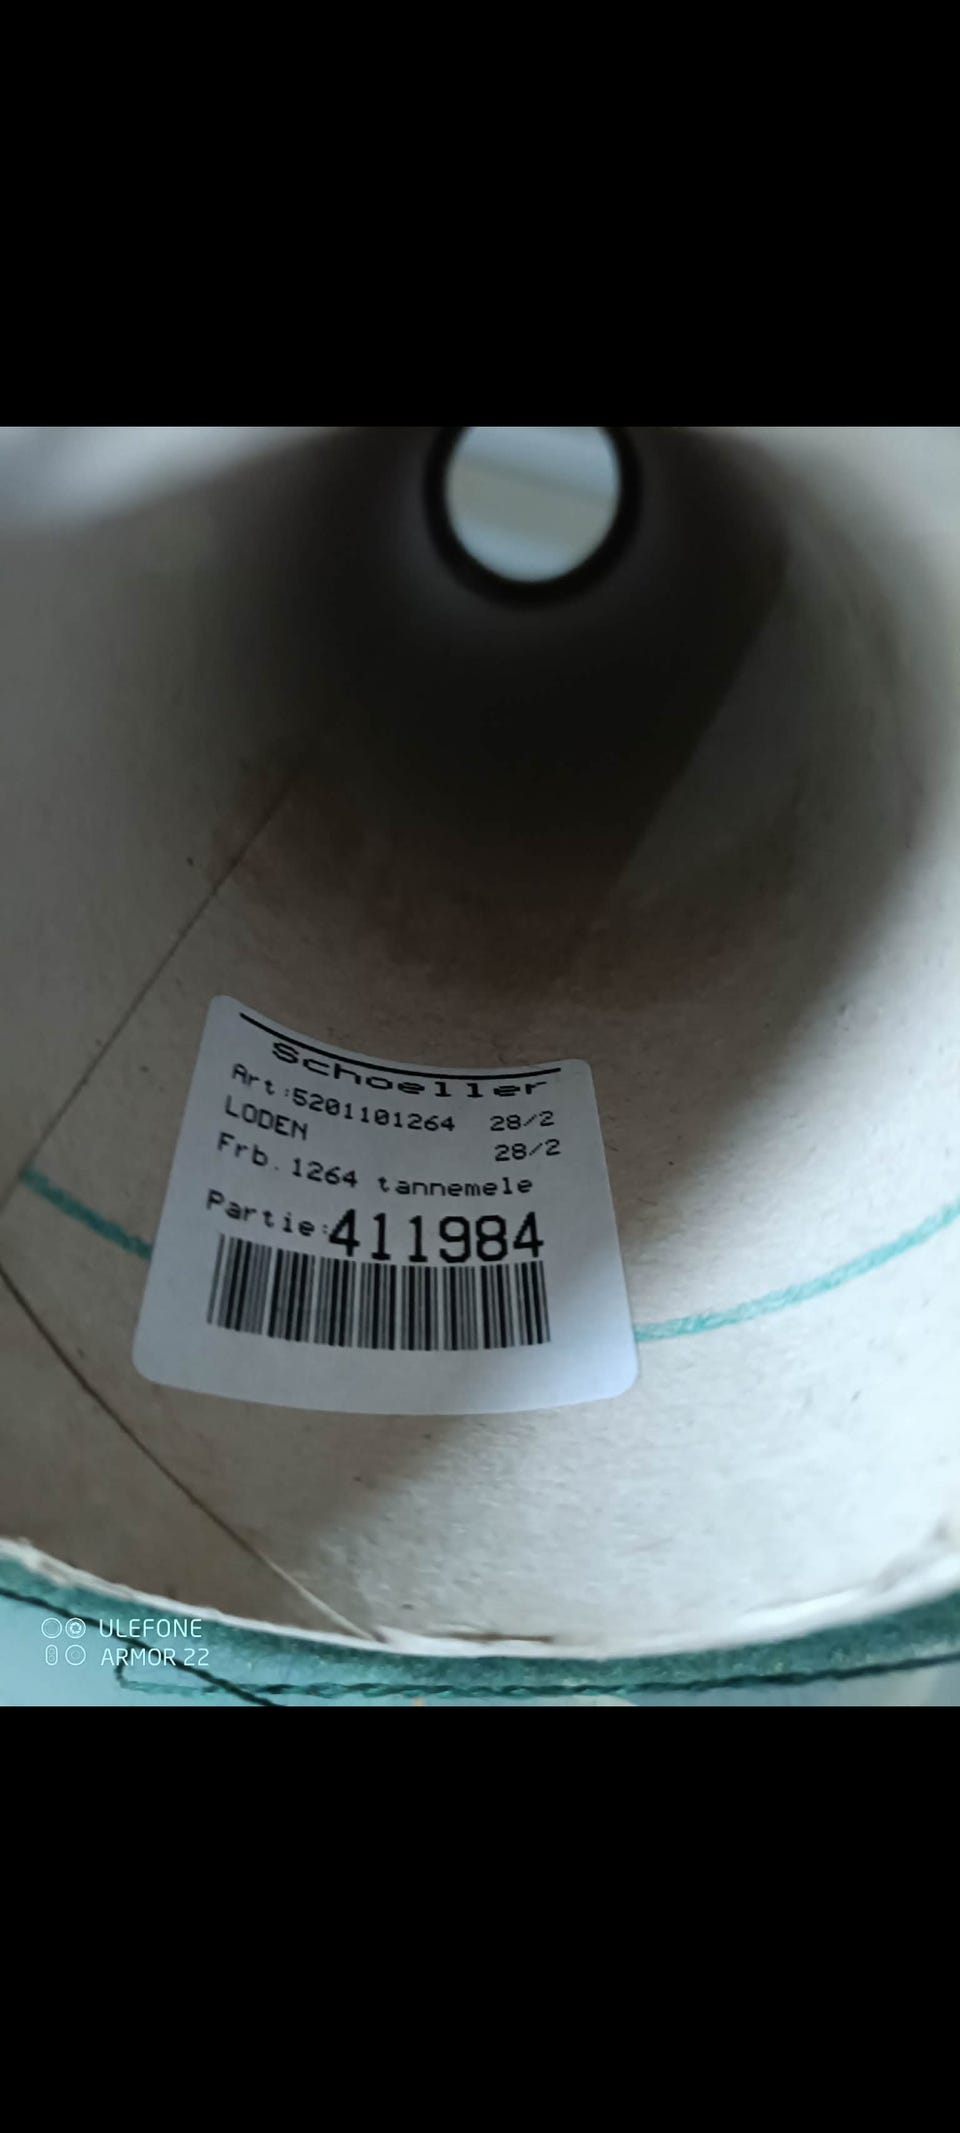 Schoeller
Art:5201101264 28/2
LODEN 28/2
Frb.1264 tannemele
Partie:411984
ULEFONE
ARMOR 22